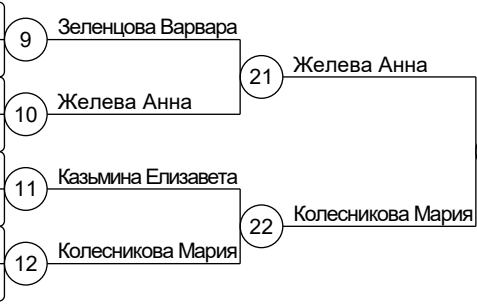 9
Зеленцова Варвара
21
Желева Анна
10
Желева Анна
11
Казьмина Елизавета
22
Колесникова Мария
12
Колесникова Мария